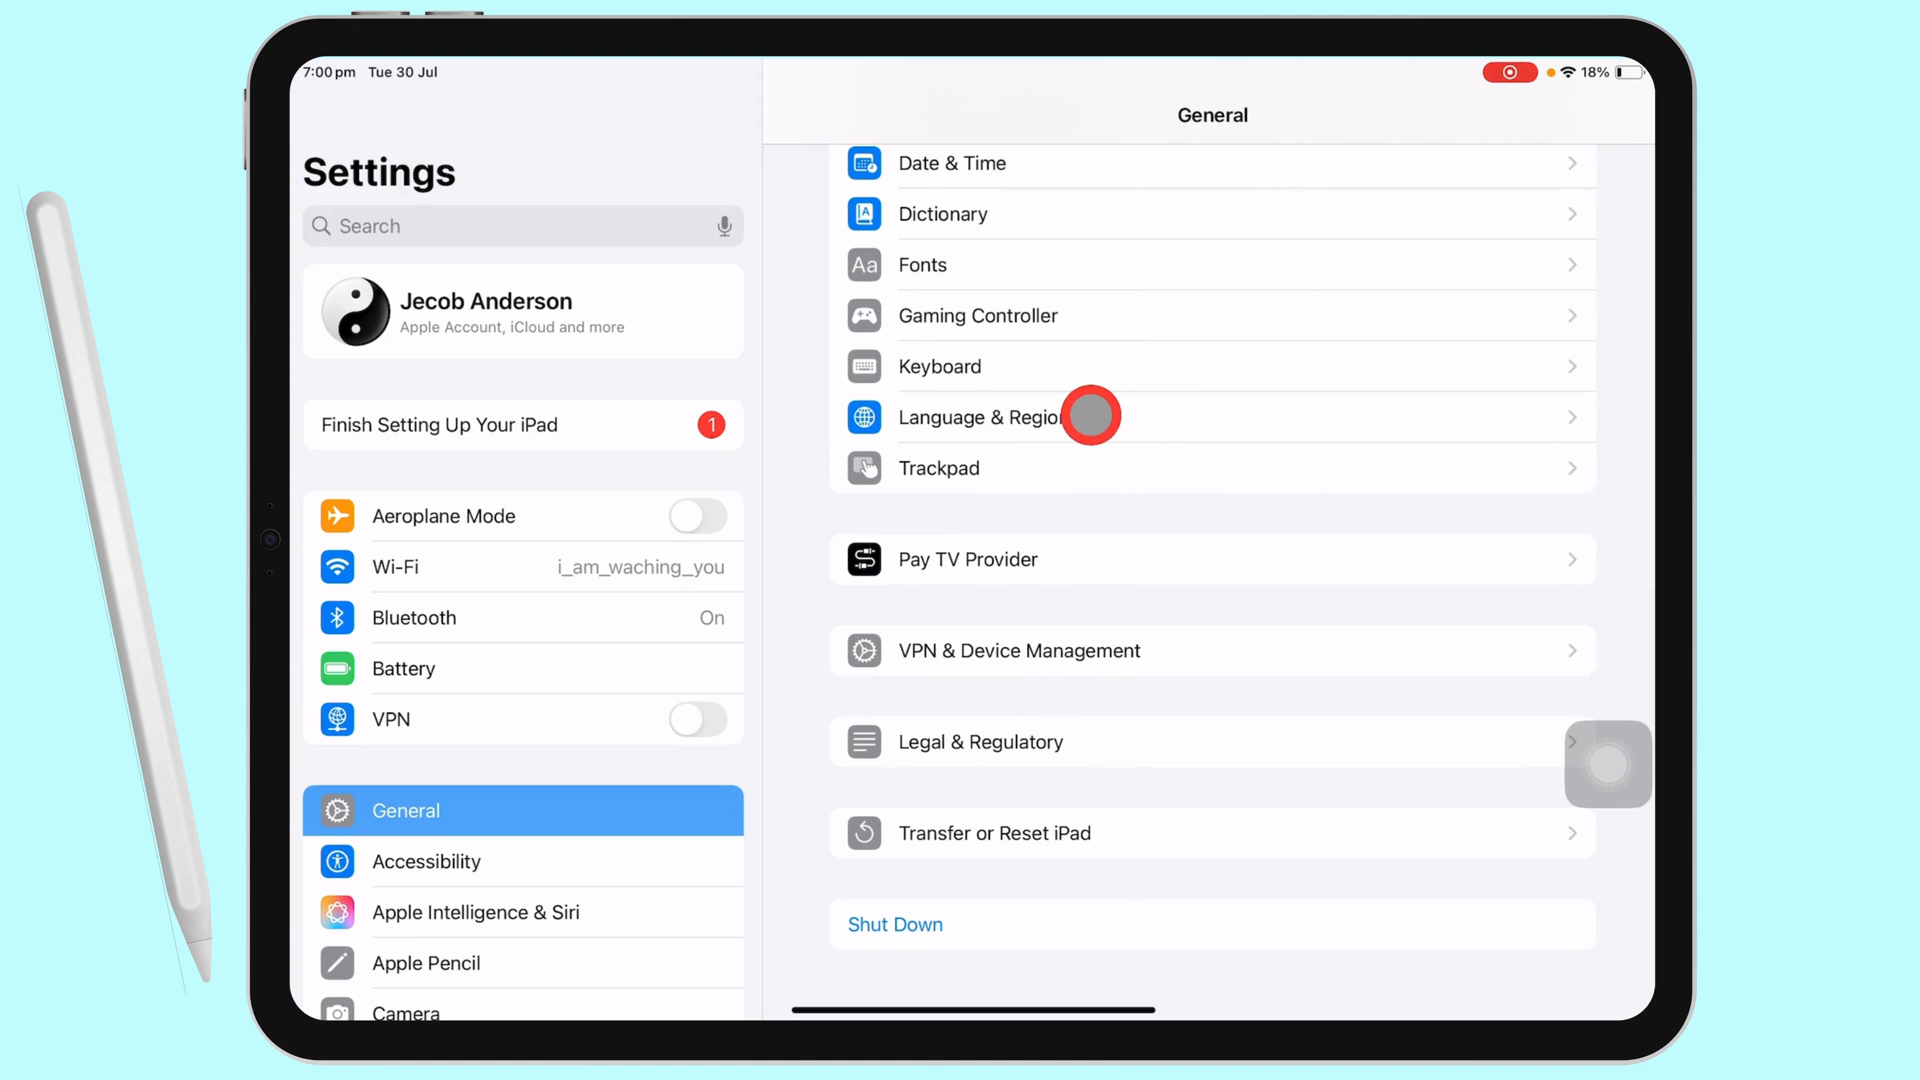 7:00 pm Tue 30 Jul
18%
Settings
Search
Jecob Anderson
Apple Account, iCloud and more
Finish Setting Up Your iPad
1
Aeroplane Mode
Wi-Fi
i_am_waching_you
Bluetooth
On
Battery
VPN
General
Accessibility
Apple Intelligence & Siri
Apple Pencil
Camera
General
Date & Time
Dictionary
Aa
Fonts
Gaming Controller
Keyboard
Language & Region
Trackpad
Pay TV Provider
VPN & Device Management
Legal & Regulatory
Transfer or Reset iPad
Shut Down